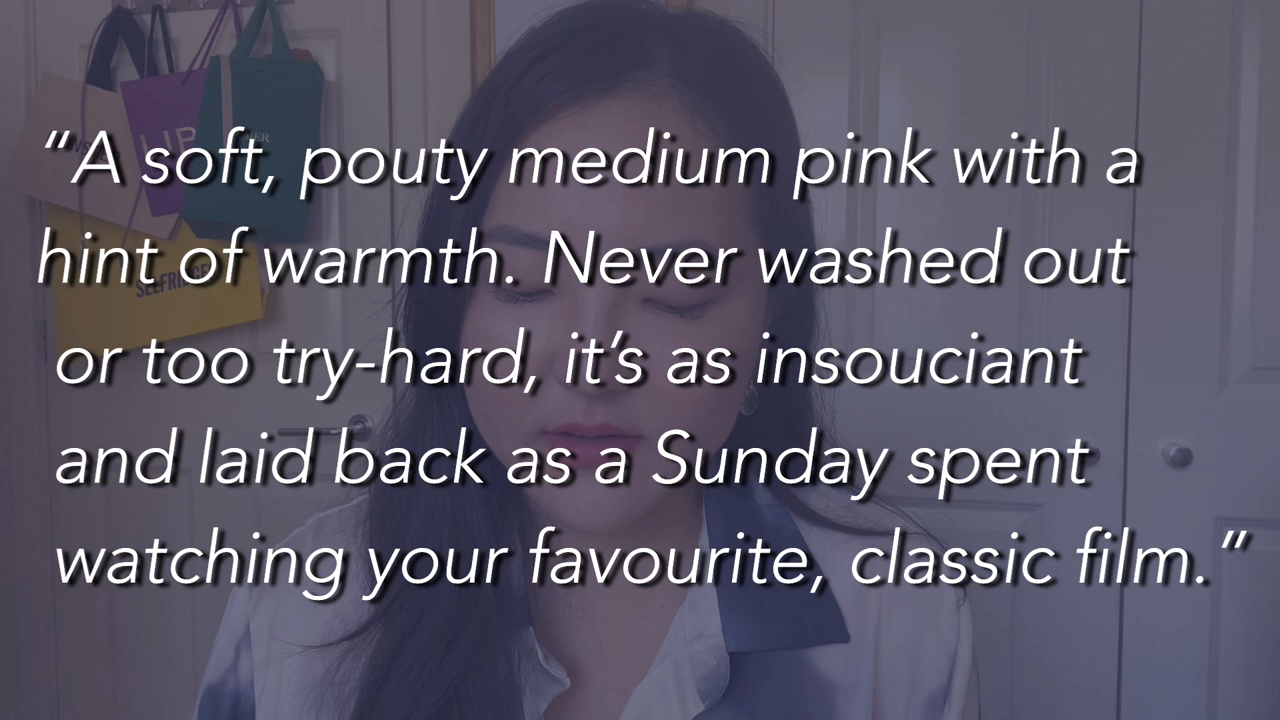 “A soft, pouty medium pink with a
hint of warmth. Never washed out
or too try-hard, it’s as insouciant
and laid back as a Sunday spent
watching your favourite, classic film.”